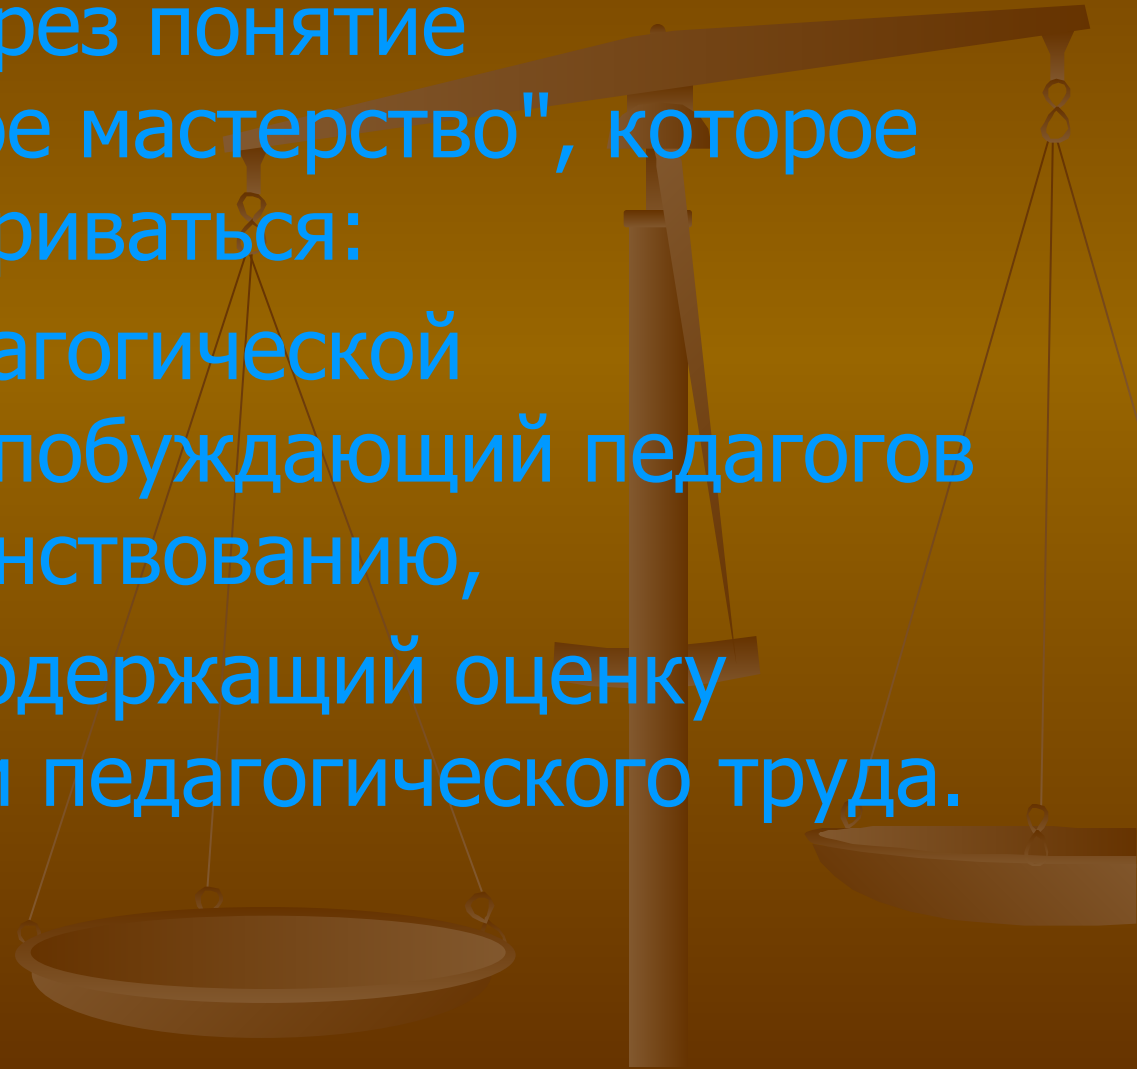 рез понятие
ое мастерство", которое
риваться:
агогической
побуждающий педагогов
нствованию,
одержащий оценку
педагогического труда.